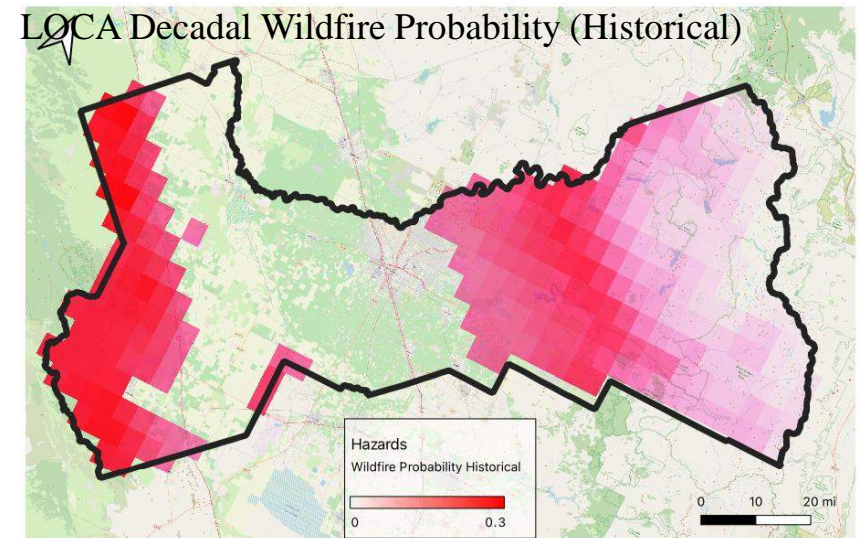 LOCA Decadal Wildfire Probability (Historical)
Hazards
Wildfire Probability Historical
0 0.3
0 10 20 mi